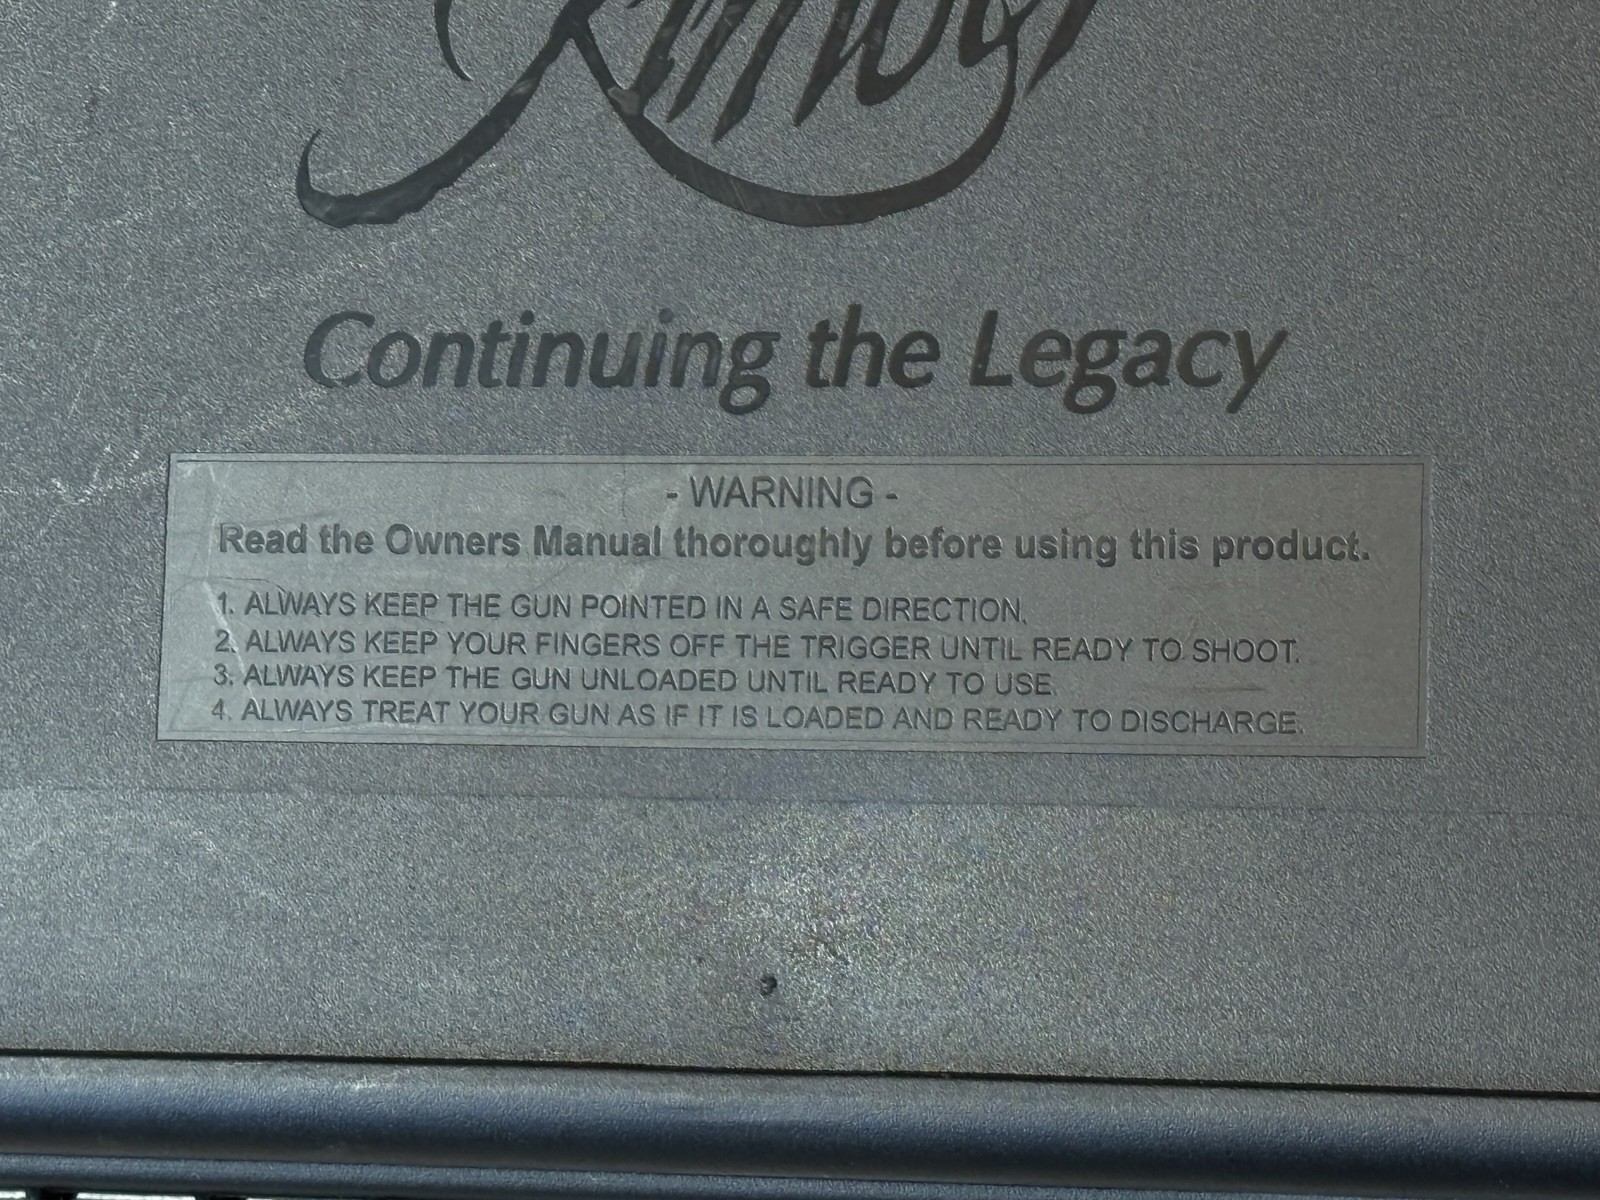 Kimber
Continuing the Legacy
- WARNING -
Read the Owners Manual thoroughly before using this product.
1. ALWAYS KEEP THE GUN POINTED IN A SAFE DIRECTION.
2. ALWAYS KEEP YOUR FINGERS OFF THE TRIGGER UNTIL READY TO SHOOT.
3. ALWAYS KEEP THE GUN UNLOADED UNTIL READY TO USE.
4. ALWAYS TREAT YOUR GUN AS IF IT IS LOADED AND READY TO DISCHARGE.